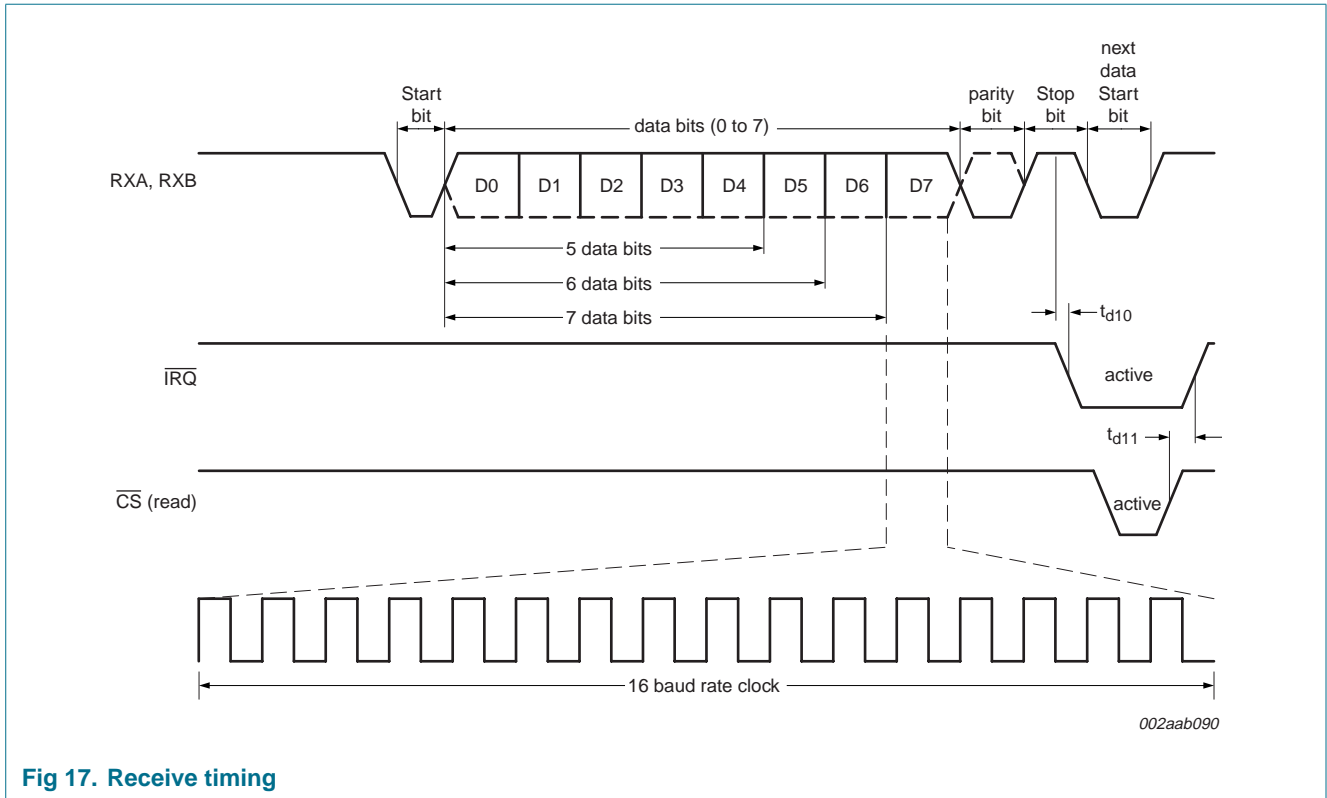 next
data
Start
bit
Start
bit
parity
bit
Stop
bit
data bits (0 to 7)
RXA, RXB
D0 D1 D2 D3 D4 D5 D6 D7
5 data bits
6 data bits
7 data bits
td10
IRQ
active
td11
CS (read)
active
16 baud rate clock
002aab090
Fig 17. Receive timing